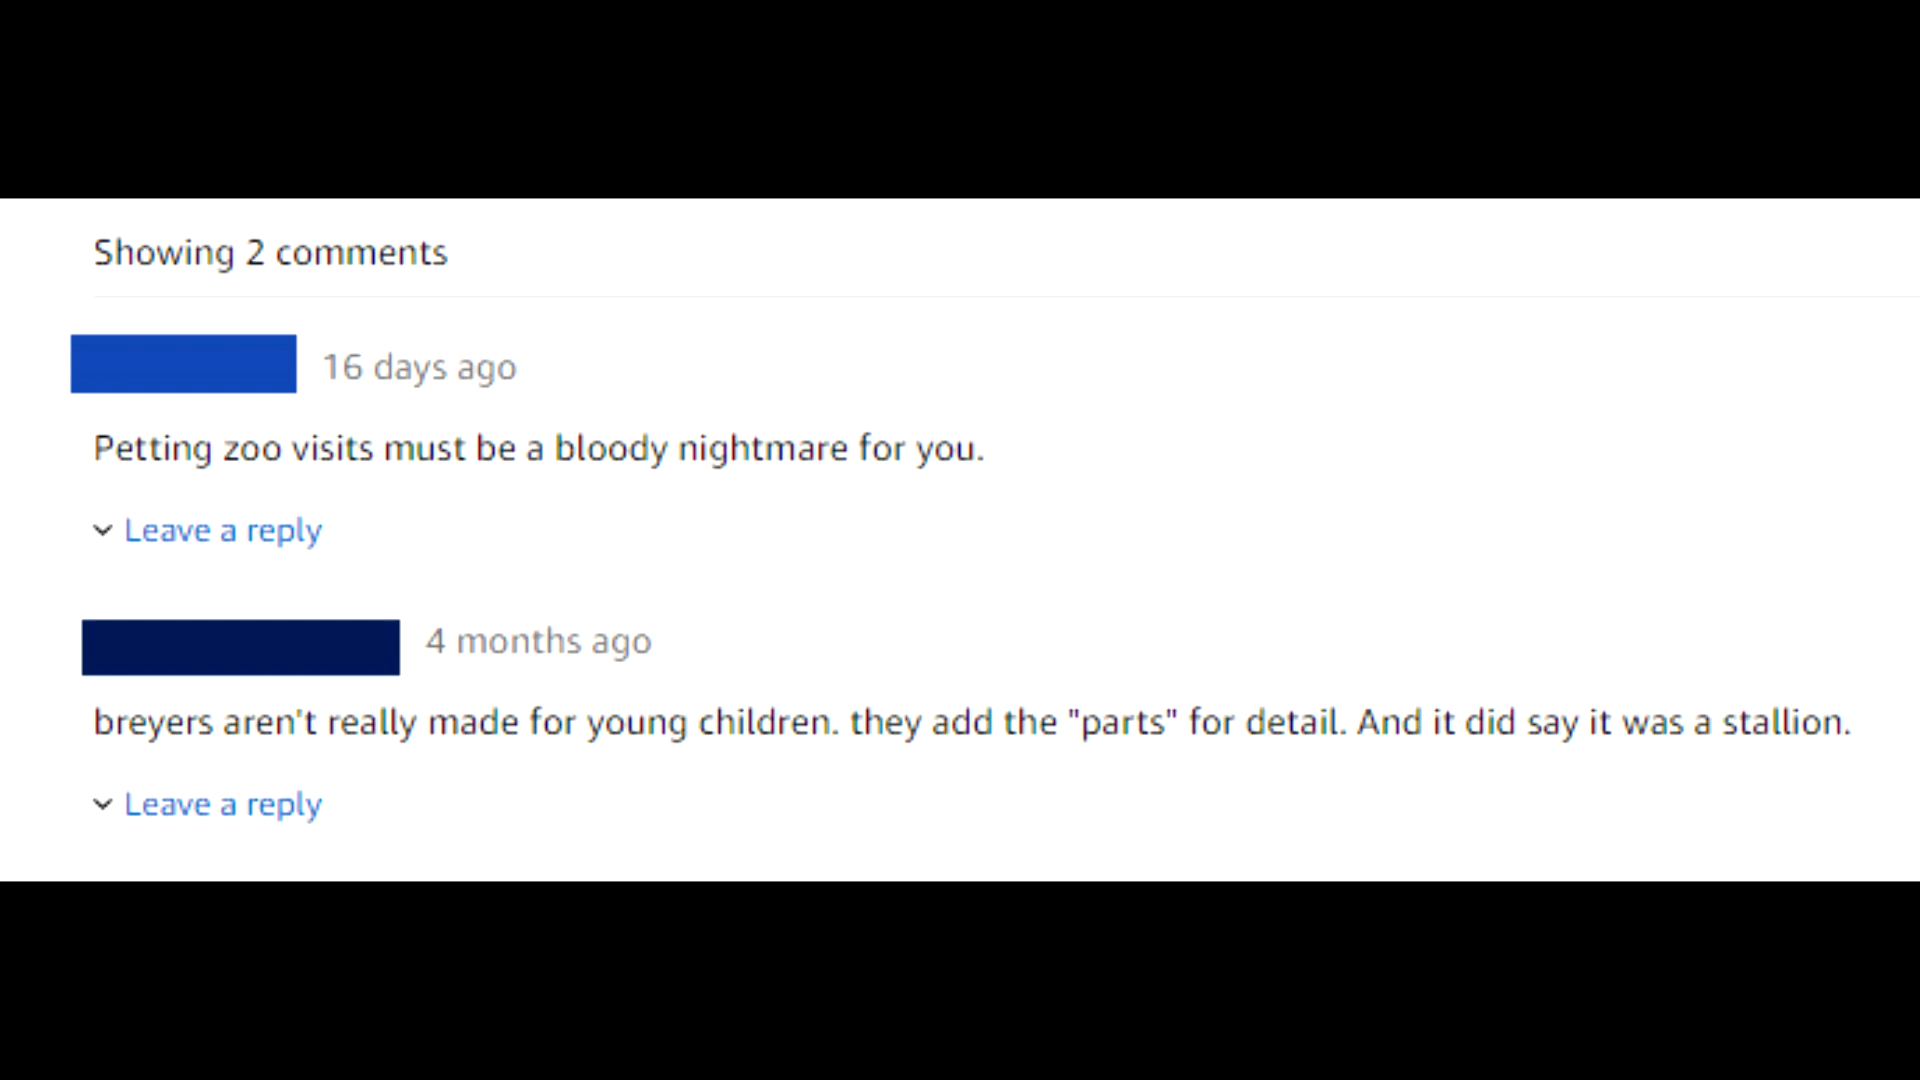 Showing 2 comments
16 days ago
Petting zoo visits must be a bloody nightmare for you.
Leave a reply
4 months ago
breyers aren't really made for young children. they add the "parts" for detail. And it did say it was a stallion.
Leave a reply